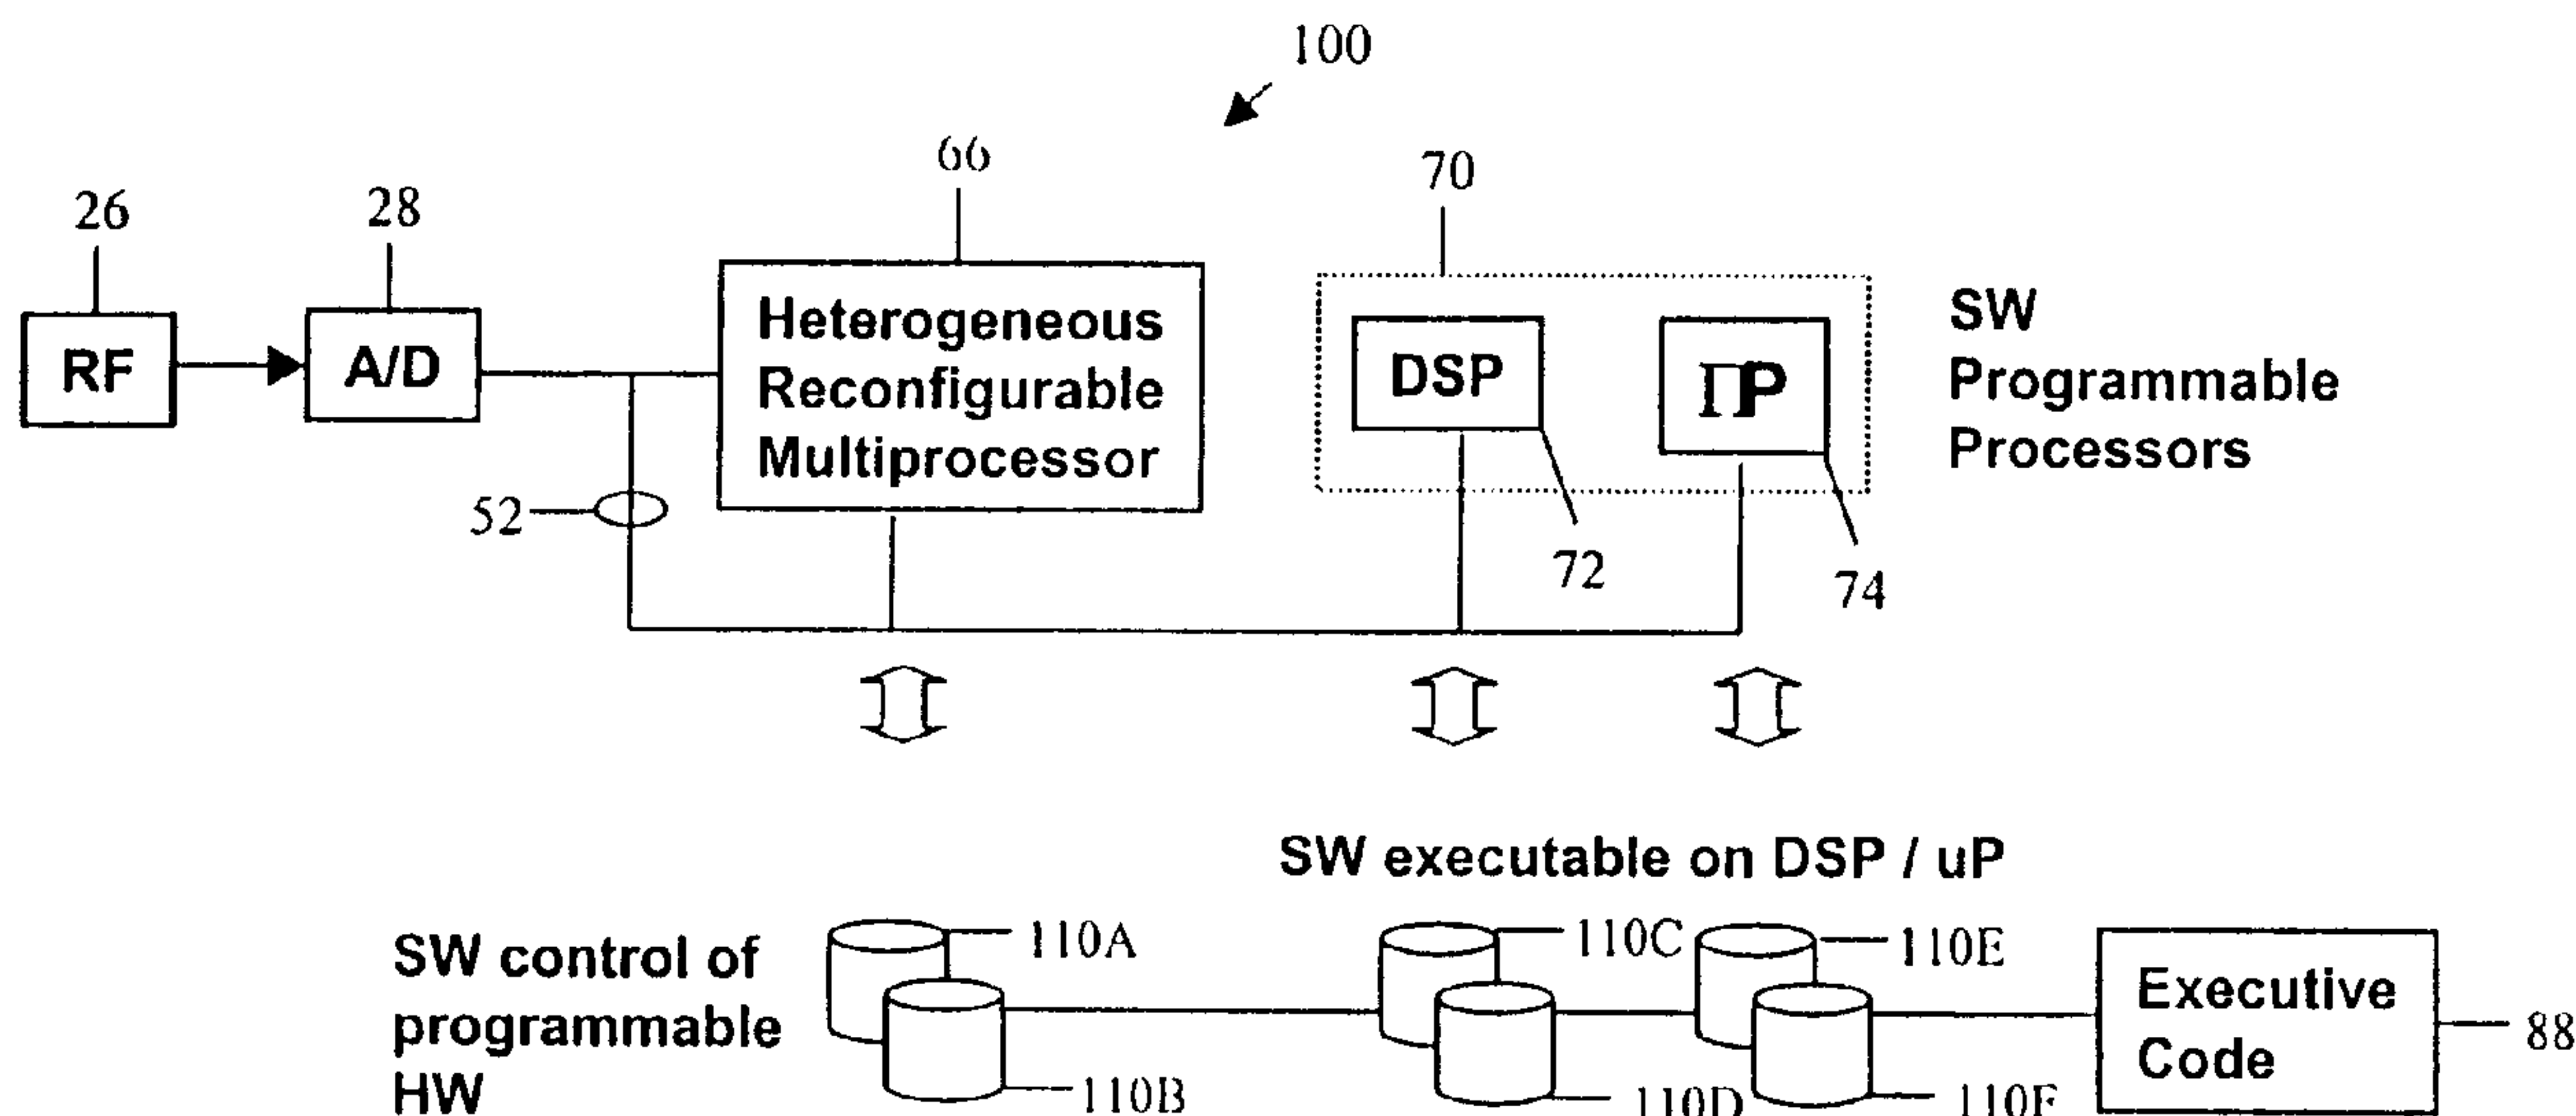 100
66
70
26
28
RF
A/D
Heterogeneous
Reconfigurable
Multiprocessor
DSP
ΠP
SW
Programmable
Processors
52
72
74
SW executable on DSP / uP
SW control of
programmable
HW
110A
110B
110C
110D
110E
110F
Executive
Code
88